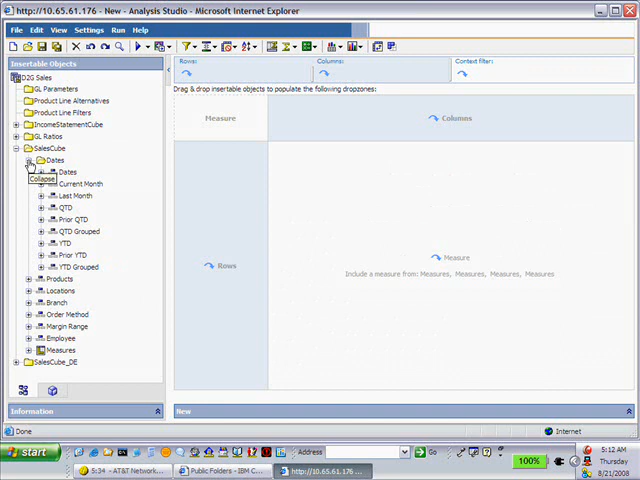 http://10.65.61.176 - New - Analysis Studio - Microsoft Internet Explorer
File Edit View Settings Run Help
Insertable Objects
D2G Sales
GL Parameters
Product Line Alternatives
Product Line Filters
IncomeStatementCube
GL Ratios
SalesCube
Dates
Dates
Collapse
Current Month
Last Month
QTD
Prior QTD
QTD Grouped
YTD
Prior YTD
YTD Grouped
Products
Locations
Branch
Order Method
Margin Range
Employee
Measures
SalesCube_DE
Information
Rows:
Columns:
Context filter:
Drag & drop insertable objects to populate the following dropzones:
Measure
Columns
Rows
Measure
Include a measure from: Measures, Measures, Measures, Measures
New
Done
Internet
start
Address
Go
100%
5:12 AM
Thursday
8/21/2008
5:34 - AT&T Network...
Public Folders - IBM C...
http://10.65.61.176 ...